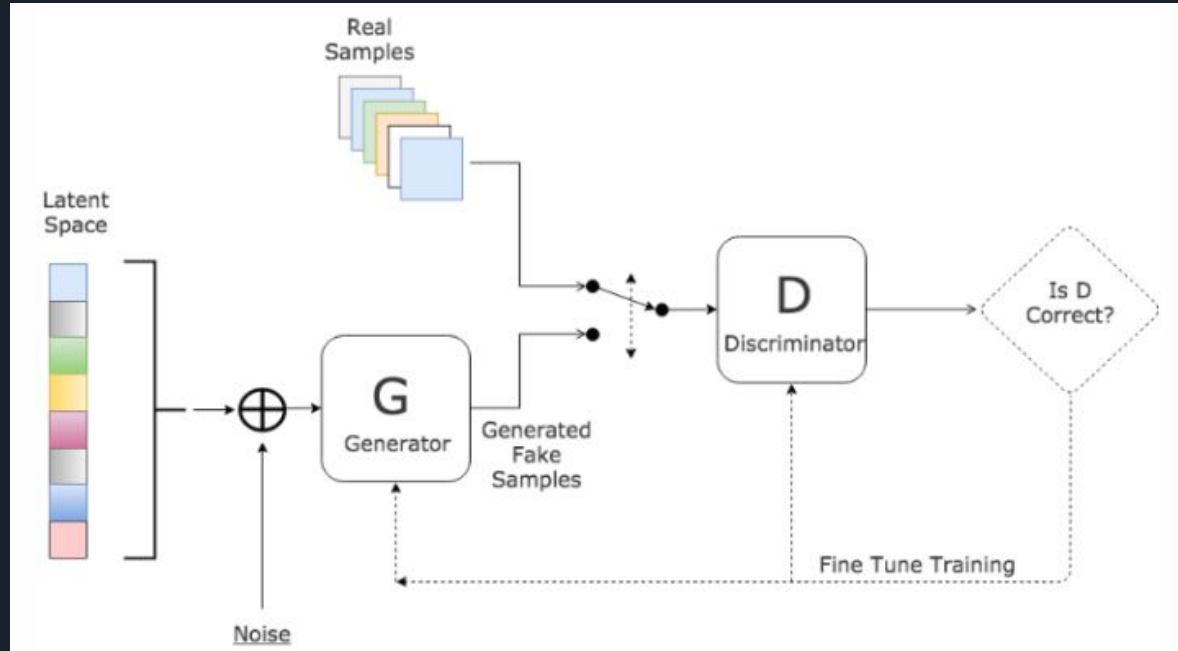 Real
Samples
Latent
Space
Is D
Correct?
D
Discriminator
G
Generator
Generated
Fake
Samples
Fine Tune Training
Noise